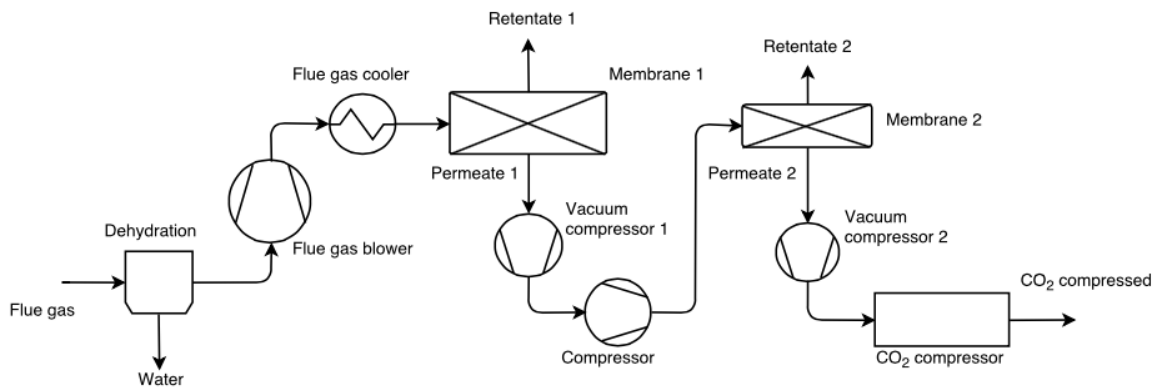 Retentate 1
Retentate 2
Flue gas cooler
Membrane 1
Membrane 2
Permeate 1
Permeate 2
Dehydration
Vacuum
compressor 1
Vacuum
compressor 2
Flue gas blower
Flue gas
CO₂ compressed
Compressor
CO₂ compressor
Water